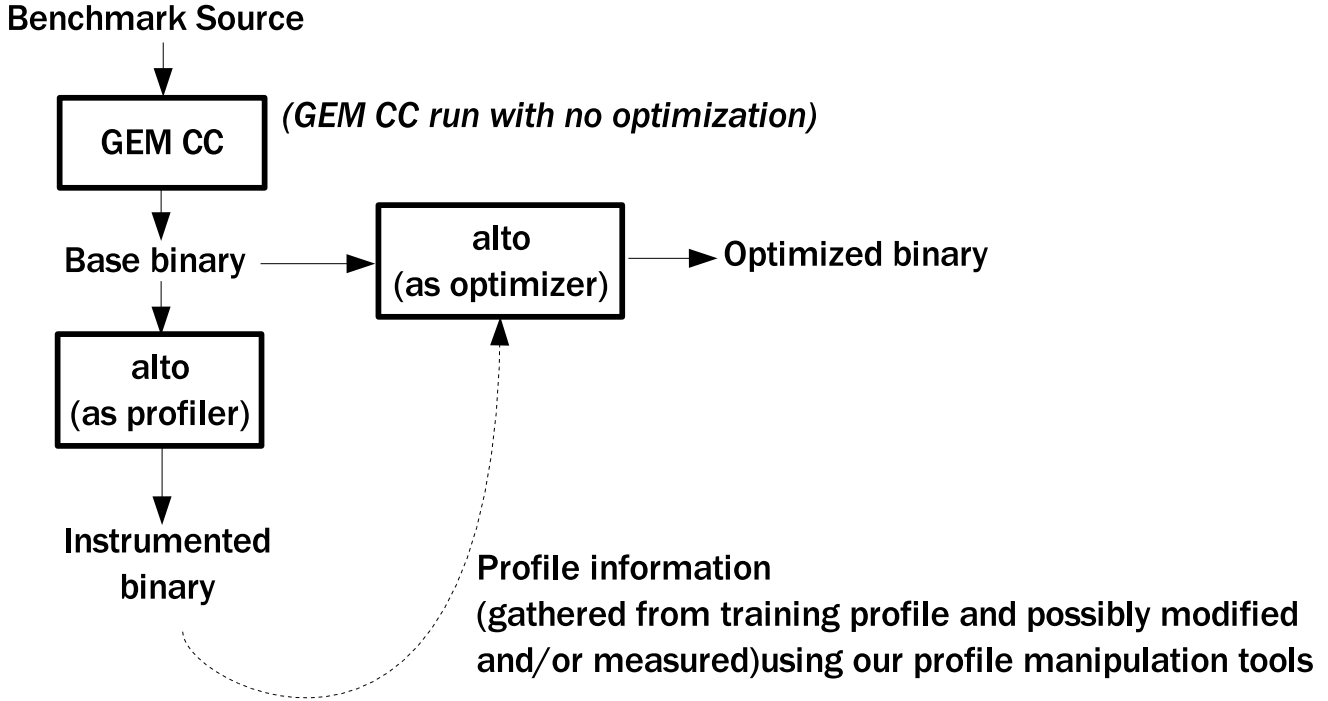 Benchmark Source
GEM CC
(GEM CC run with no optimization)
Base binary
alto
(as optimizer)
Optimized binary
alto
(as profiler)
Instrumented
binary
Profile information
(gathered from training profile and possibly modified
and/or measured)using our profile manipulation tools